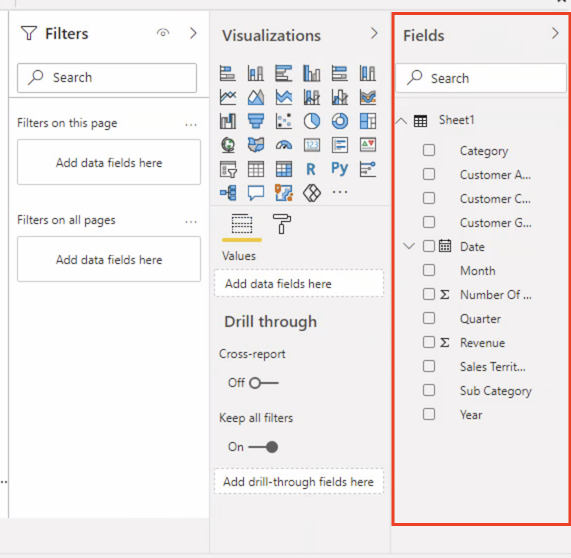 Filters
Search
Filters on this page
...
Add data fields here
Filters on all pages
...
Add data fields here
Visualizations
123
R
Py
...
Values
Add data fields here
Drill through
Cross-report
Off
Keep all filters
On
Add drill-through fields here
Fields
Search
Sheet1
Category
Customer A...
Customer C...
Customer G...
Date
Month
Σ Number Of ...
Quarter
Σ Revenue
Sales Territ...
Sub Category
Year